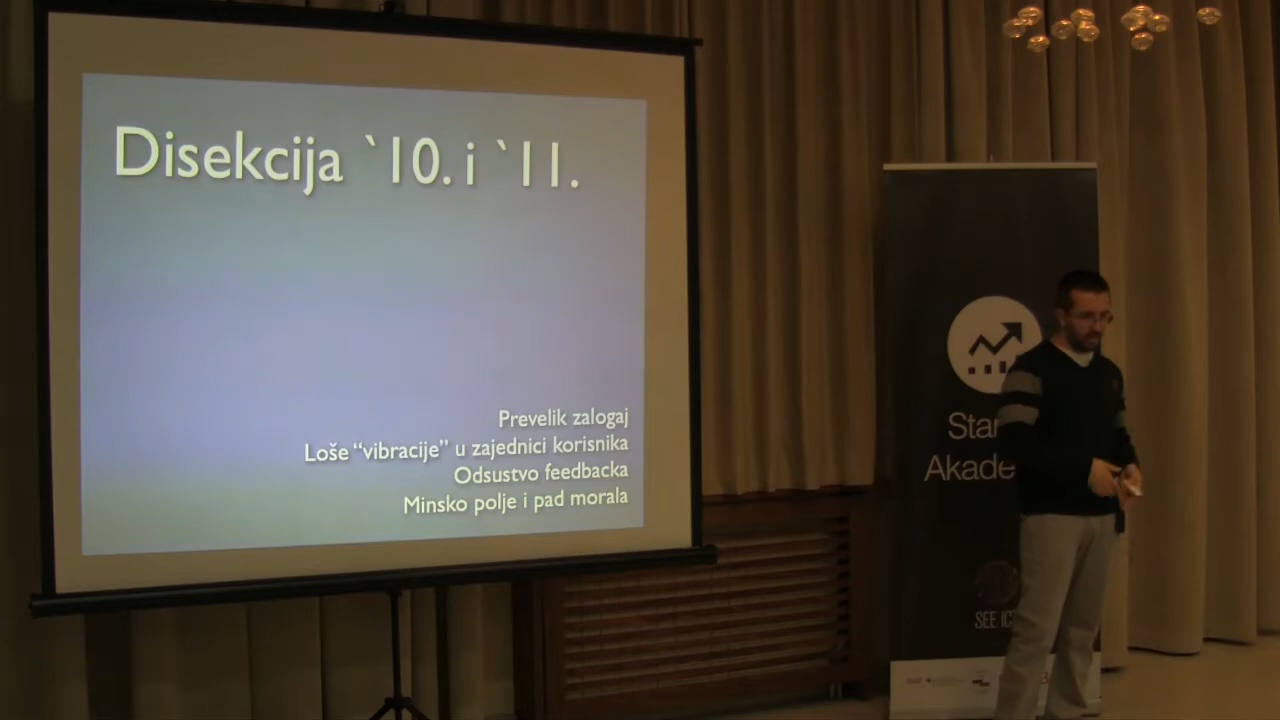 Disekcija `10. i `11.
Prevelik zalogaj
Loše “vibracije” u zajednici korisnika
Odsustvo feedbacka
Minsko polje i pad morala
Star
Akade
SEE IC